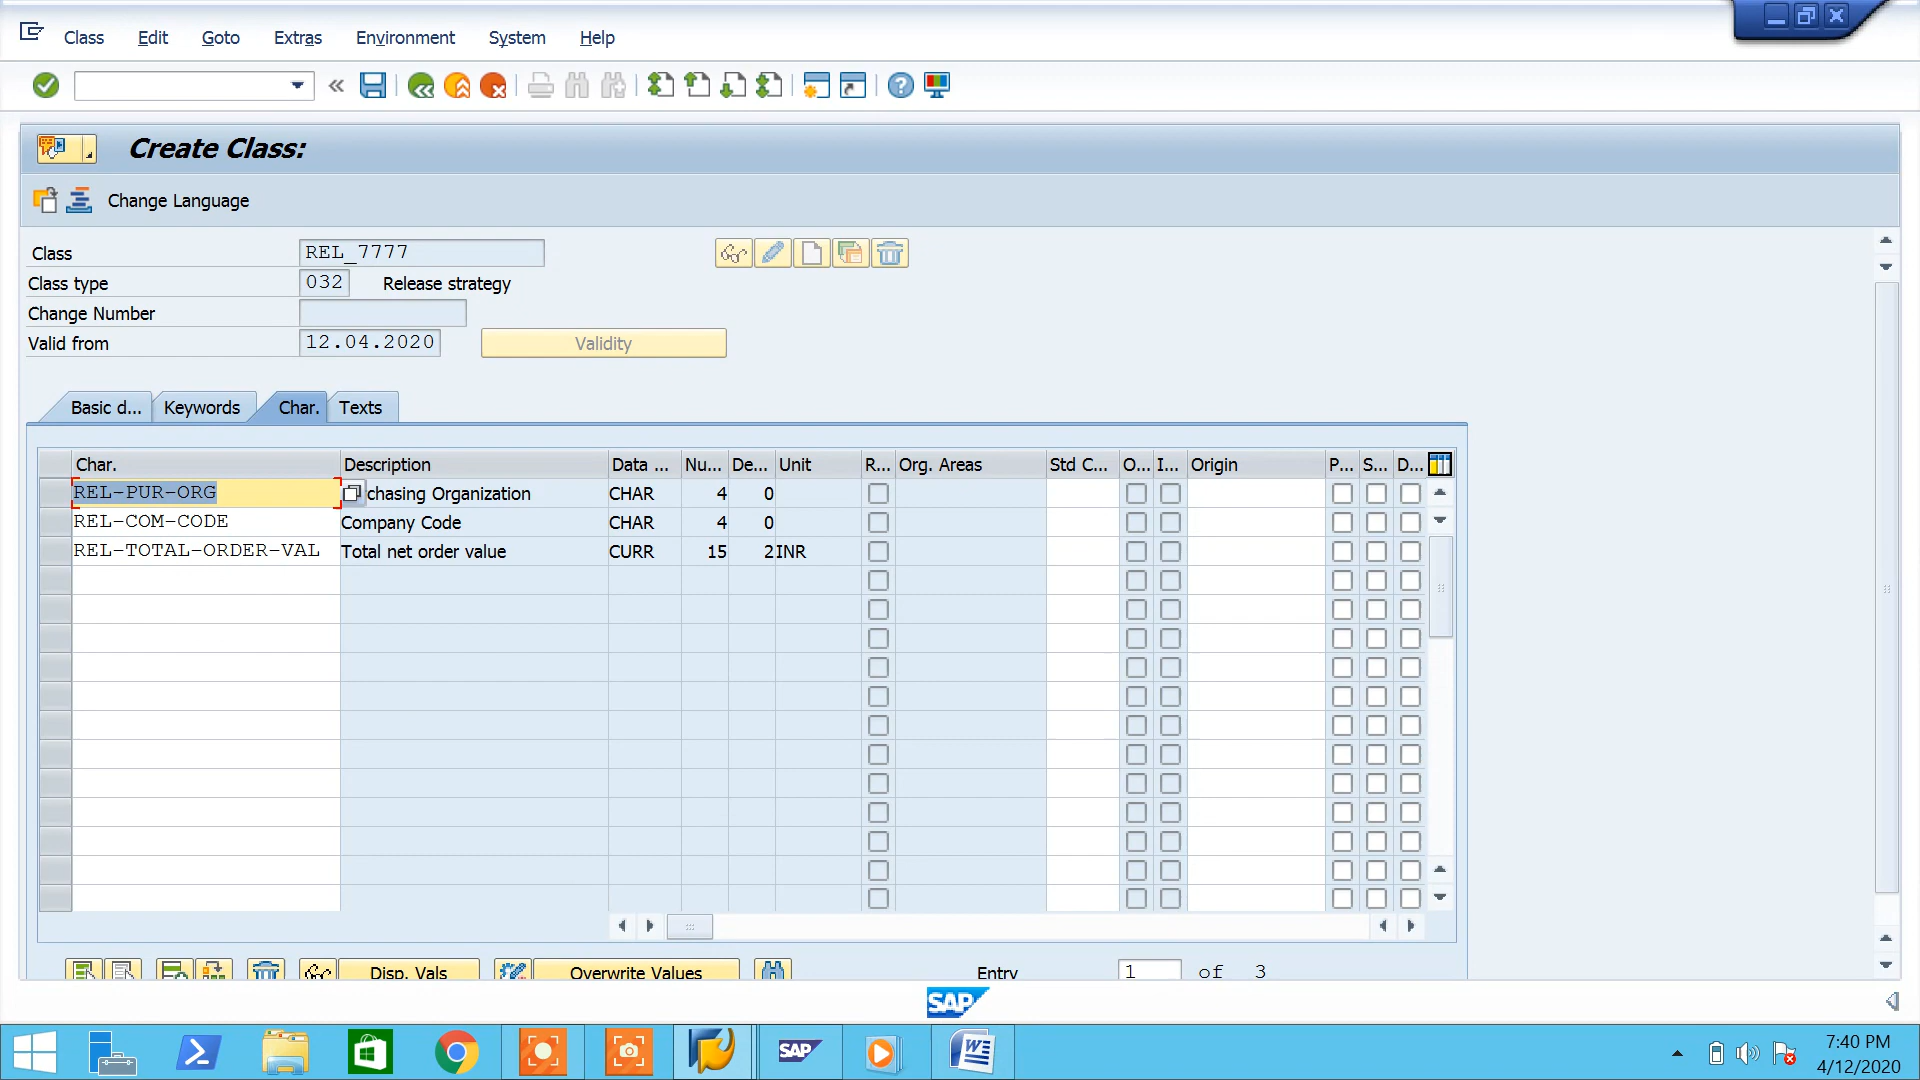 Class Edit Goto Extras Environment System Help
Create Class:
Change Language
Class REL_7777
Class type 032 Release strategy
Change Number
Valid from 12.04.2020 Validity
Basic d... Keywords Char. Texts
Char. Description Data ... Nu... De... Unit R... Org. Areas Std C... O... I... Origin P... S... D...
REL-PUR-ORG chasing Organization CHAR 4 0
REL-COM-CODE Company Code CHAR 4 0
REL-TOTAL-ORDER-VAL Total net order value CURR 15 2 INR
Disp. Vals Overwrite Values Entry 1 of 3
SAP
SAP
7:40 PM
4/12/2020